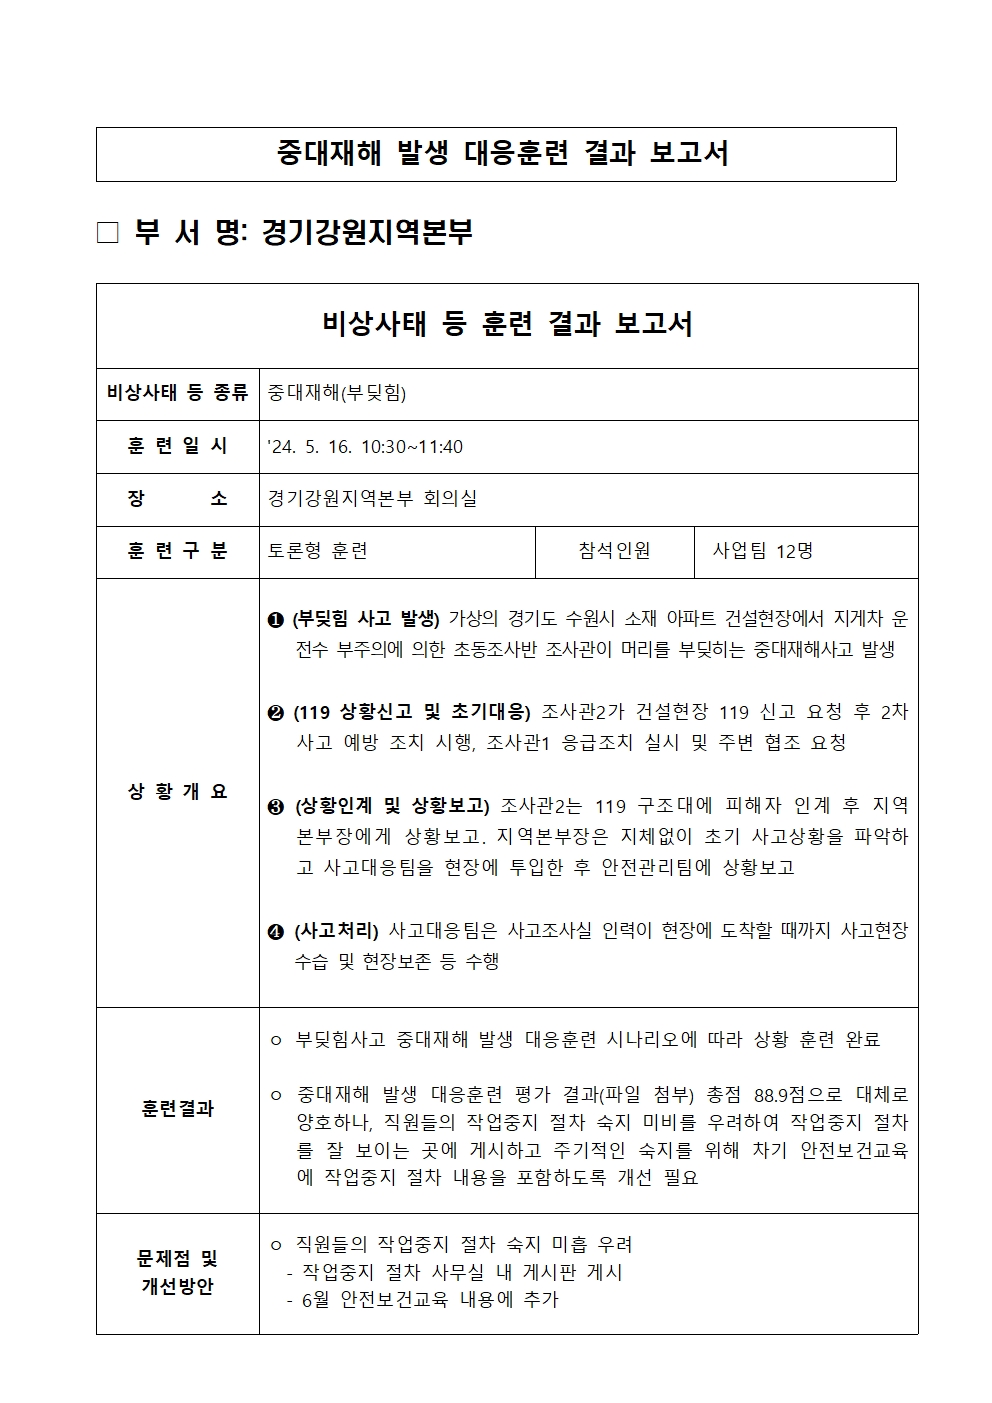 중대재해 발생 대응훈련 결과 보고서
□ 부 서 명: 경기강원지역본부
비상사태 등 훈련 결과 보고서
비상사태 등 종류 중대재해(부딪힘)
훈 련 일 시 '24. 5. 16. 10:30~11:40
장 소 경기강원지역본부 회의실
훈 련 구 분 토론형 훈련 참석인원 사업팀 12명
상 황 개 요
❶ (부딪힘 사고 발생) 가상의 경기도 수원시 소재 아파트 건설현장에서 지게차 운
전수 부주의에 의한 초동조사반 조사관이 머리를 부딪히는 중대재해사고 발생
❷ (119 상황신고 및 초기대응) 조사관2가 건설현장 119 신고 요청 후 2차
사고 예방 조치 시행, 조사관1 응급조치 실시 및 주변 협조 요청
❸ (상황인계 및 상황보고) 조사관2는 119 구조대에 피해자 인계 후 지역
본부장에게 상황보고. 지역본부장은 지체없이 초기 사고상황을 파악하
고 사고대응팀을 현장에 투입한 후 안전관리팀에 상황보고
❹ (사고처리) 사고대응팀은 사고조사실 인력이 현장에 도착할 때까지 사고현장
수습 및 현장보존 등 수행
훈련결과
ㅇ 부딪힘사고 중대재해 발생 대응훈련 시나리오에 따라 상황 훈련 완료
ㅇ 중대재해 발생 대응훈련 평가 결과(파일 첨부) 총점 88.9점으로 대체로
양호하나, 직원들의 작업중지 절차 숙지 미비를 우려하여 작업중지 절차
를 잘 보이는 곳에 게시하고 주기적인 숙지를 위해 차기 안전보건교육
에 작업중지 절차 내용을 포함하도록 개선 필요
문제점 및
개선방안
ㅇ 직원들의 작업중지 절차 숙지 미흡 우려
- 작업중지 절차 사무실 내 게시판 게시
- 6월 안전보건교육 내용에 추가